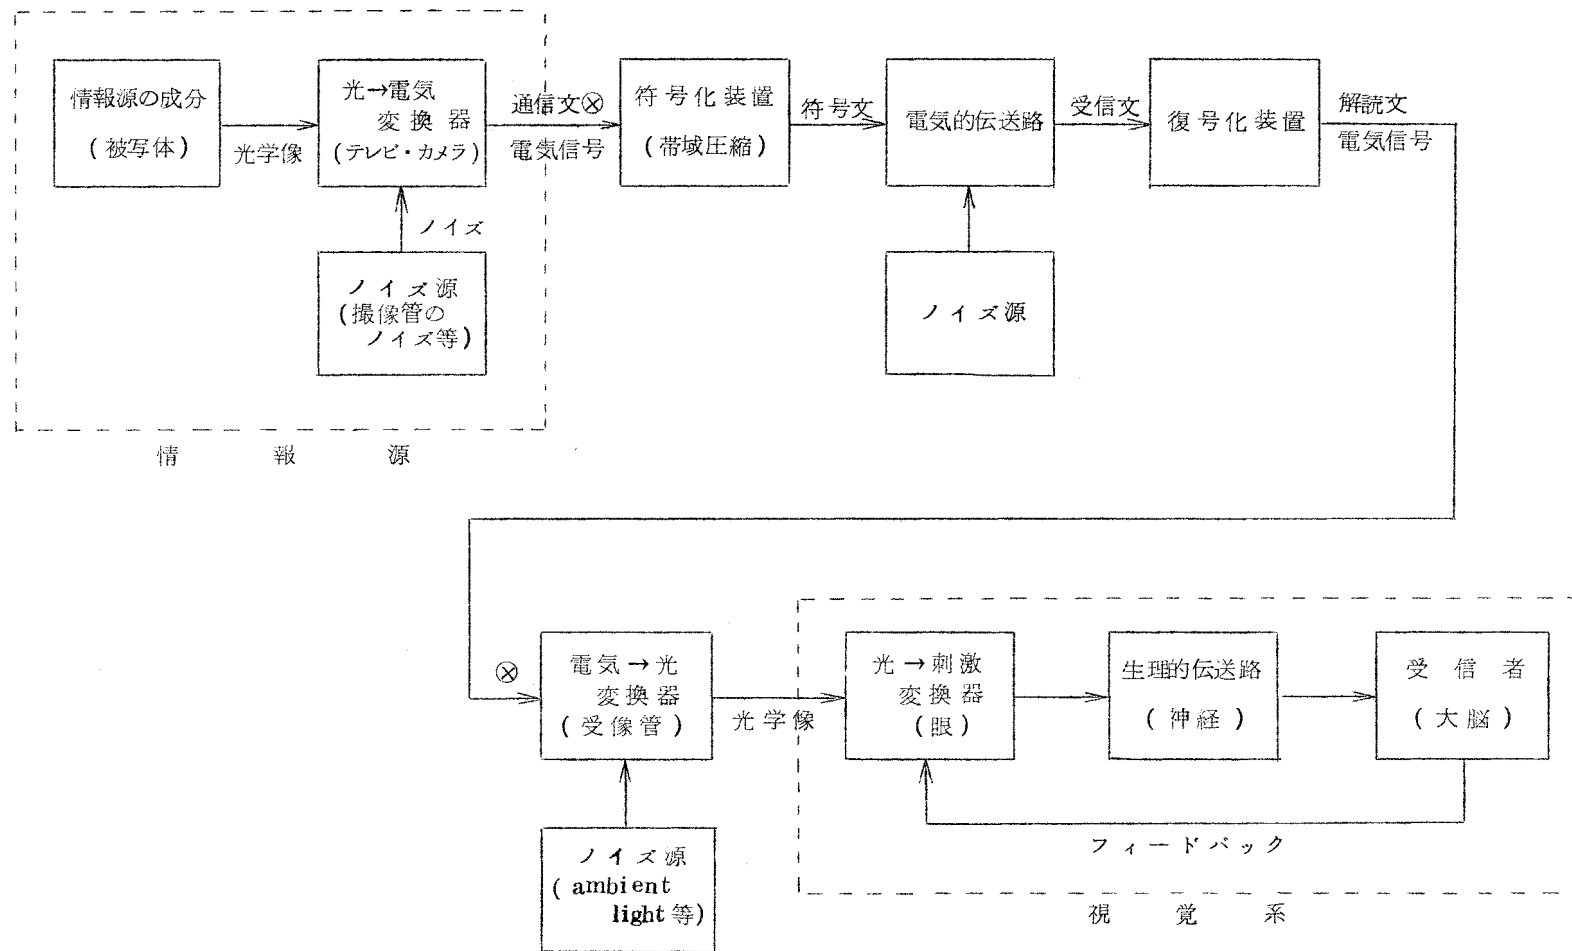 情報源の成分
(被写体)
光学像
光→電気
変換器
(テレビ・カメラ)
ノイズ
ノイズ源
(撮像管の
ノイズ等)
情報源
通信文⊗
電気信号
符号化装置
(帯域圧縮)
符号文
電気的伝送路
ノイズ源
受信文
復号化装置
解読文
電気信号
⊗
電気→光
変換器
(受像管)
ノイズ源
(ambient
light等)
光学像
光→刺激
変換器
(眼)
生理的伝送路
(神経)
受信者
(大脳)
フィードバック
視覚系